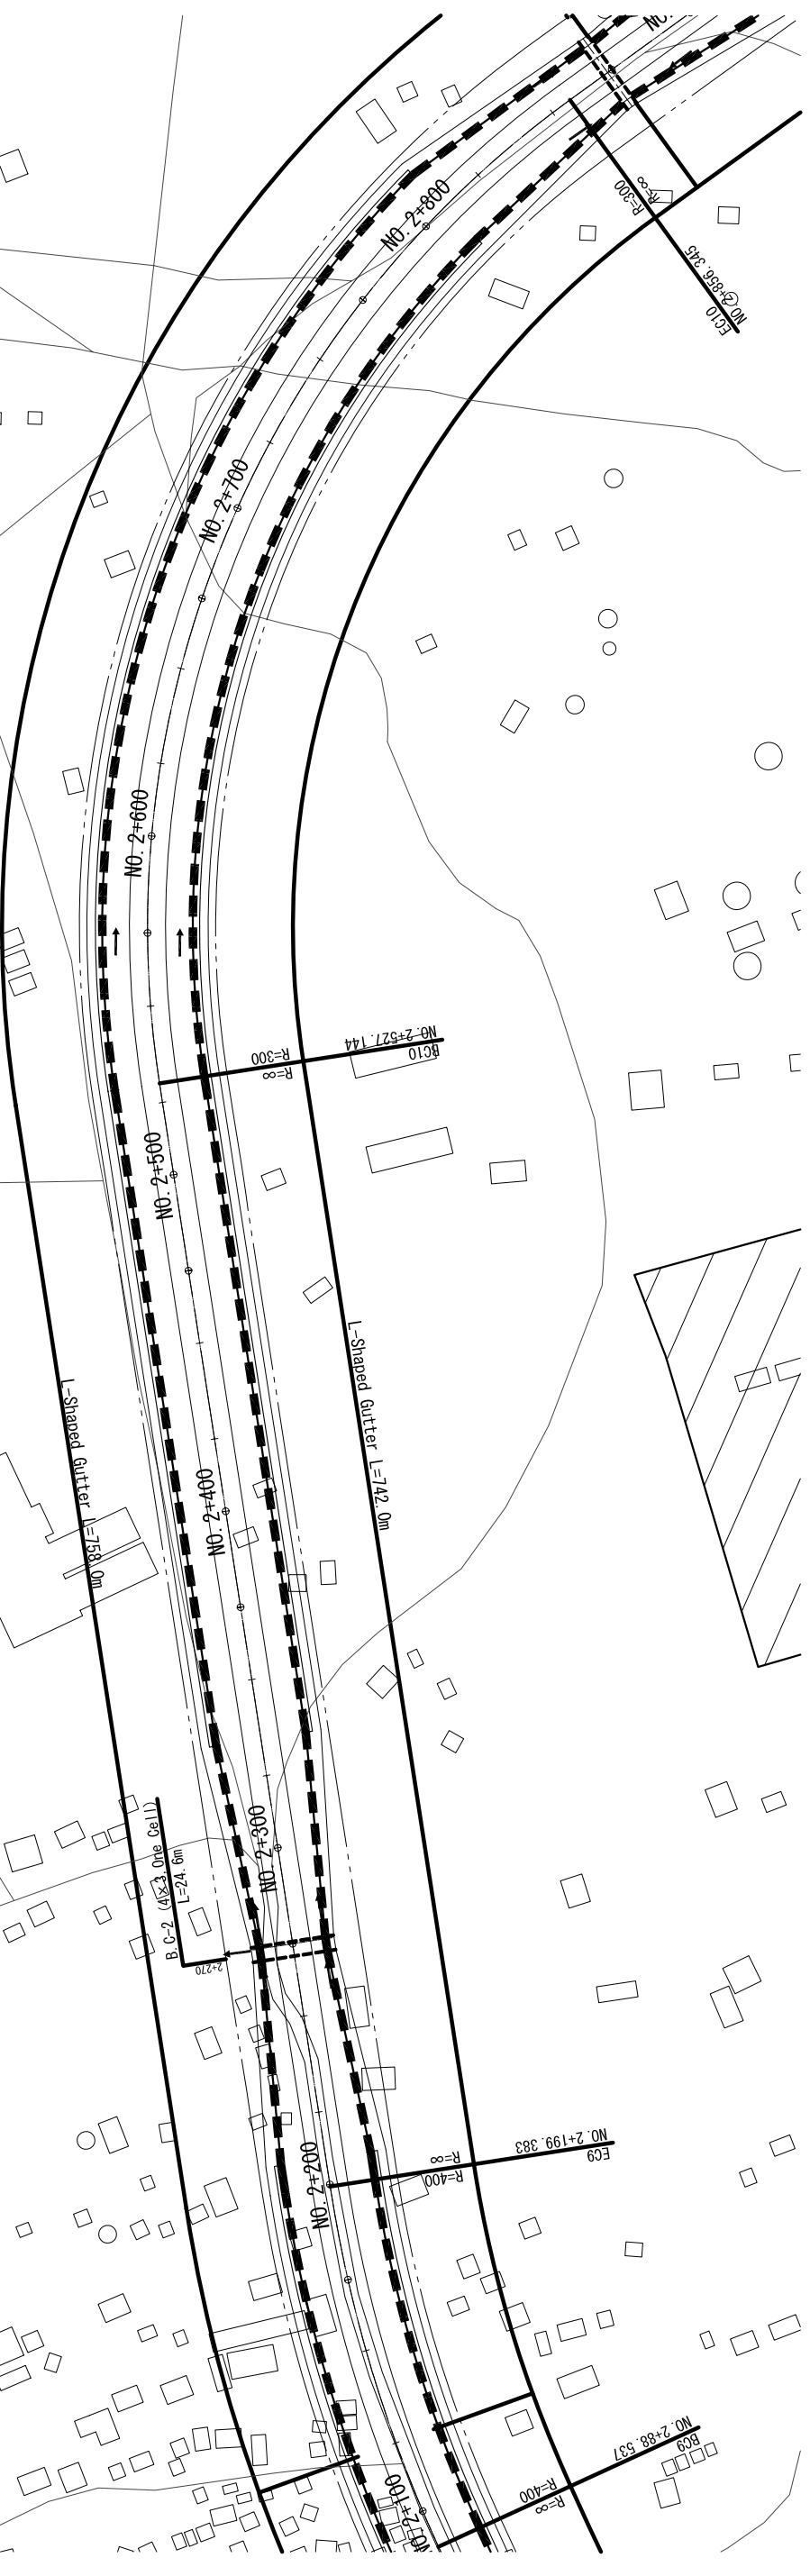 NO.
NO. 2+800
R=300
R=∞
NO. 2+856. 345
EC10
NO. 2+700
NO. 2+600
R=300
R=∞
NO. 2+527. 144
BC10
NO. 2+500
L-Shaped Gutter L=742. 0m
L-Shaped Gutter L=758. 0m
NO. 2+400
NO. 2+300
B. C-2 (4×3, One Cell)
L=24. 6m
2+270
NO. 2+200
R=∞
R=400
NO. 2+199. 383
EC9
NO. 2+88. 537
BC9
R=400
R=∞
NO. 2+100